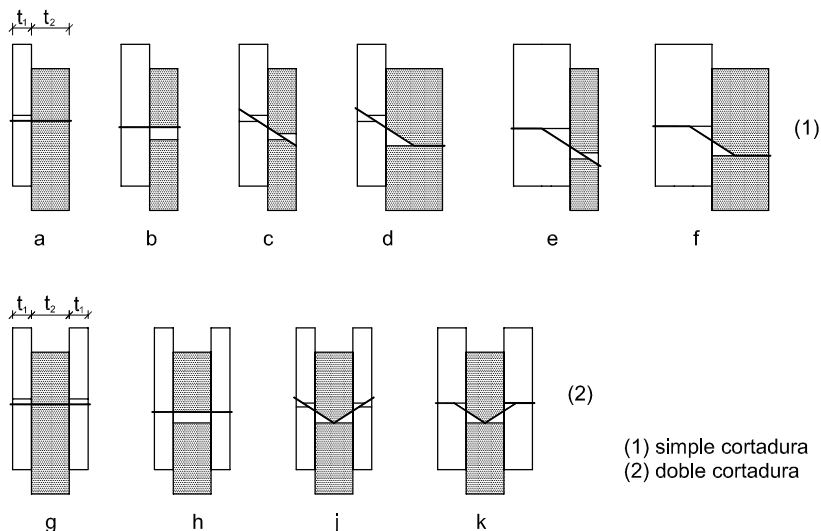 t₁ t₂
(1)
a b c d e f
t₁ t₂ t₁
(2)
(1) simple cortadura
(2) doble cortadura
g h j k